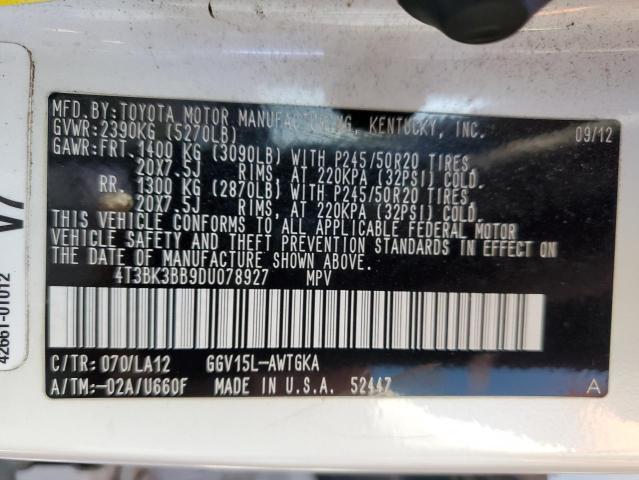 MFD.BY:TOYOTA MOTOR MANUFACTURING, KENTUCKY, INC.
GVWR:2390KG (5270LB) 09/12
GAWR:FRT. 1400 KG (3090LB) WITH P245/50R20 TIRES,
20X7.5J RIMS, AT 220KPA (32PSI) COLD.
RR. 1300 KG (2870LB) WITH P245/50R20 TIRES,
20X7.5J RIMS, AT 220KPA (32PSI) COLD.
THIS VEHICLE CONFORMS TO ALL APPLICABLE FEDERAL MOTOR
VEHICLE SAFETY AND THEFT PREVENTION STANDARDS IN EFFECT ON
THE DATE OF MANUFACTURE SHOWN ABOVE.
4T3BK3BB9DU078927 MPV
C/TR: 070/LA12 GGV15L-AWTGKA
A/TM:-02A/U660F MADE IN U.S.A. 52447 A
42661-0T012